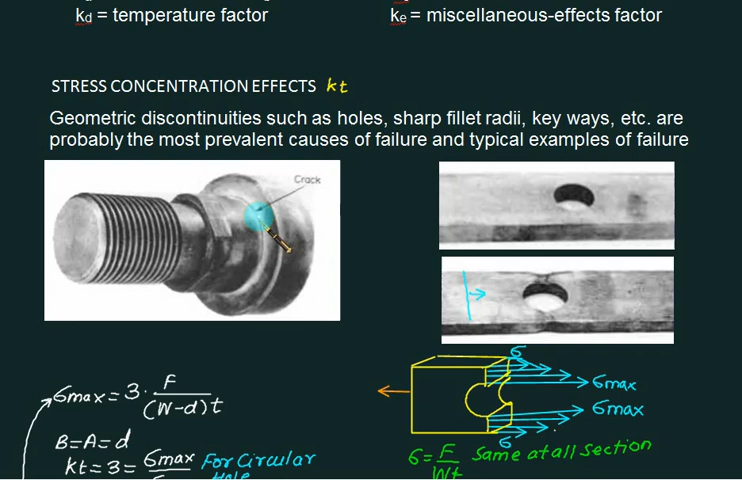 kd = temperature factor
ke = miscellaneous-effects factor
STRESS CONCENTRATION EFFECTS kt
Geometric discontinuities such as holes, sharp fillet radii, key ways, etc. are
probably the most prevalent causes of failure and typical examples of failure
Crack
σ
σmax
σmax
σ
σmax = 3 · F / (W-d)t
B=A=d
kt = 3 = σmax For Circular
Hole
σ = F / Wt Same at all section